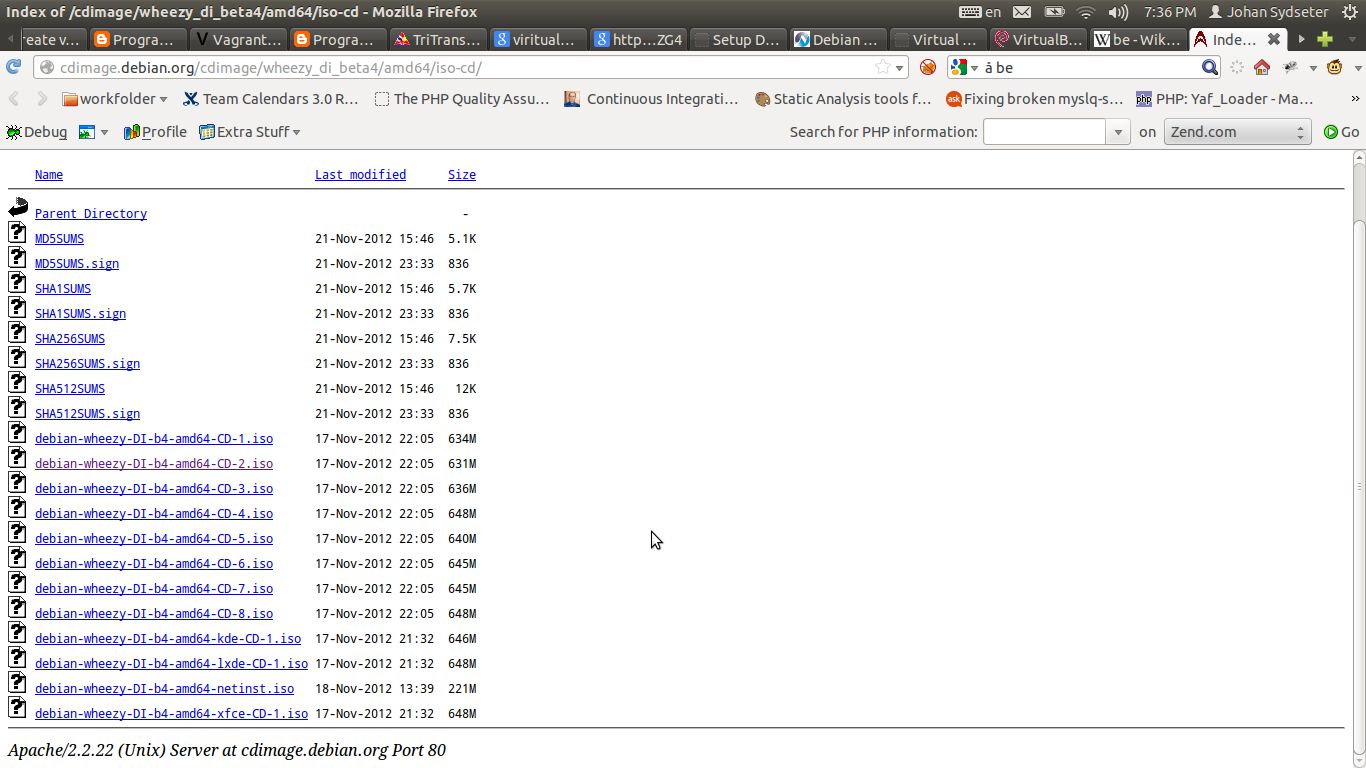 Index of /cdimage/wheezy_di_beta4/amd64/iso-cd - Mozilla Firefox en 7:36 PM Johan Sydseter
reate v... Progra... Vagrant... Progra... TriTrans... viritual... http...ZG4 Setup D... Debian ... Virtual ... VirtualB... be - Wik... Inde...
cdimage.debian.org/cdimage/wheezy_di_beta4/amd64/iso-cd/ å be
workfolder Team Calendars 3.0 R... The PHP Quality Assu... Continuous Integrati... Static Analysis tools f... Fixing broken myslq-s... PHP: Yaf_Loader - Ma... »
Debug Profile Extra Stuff Search for PHP information: on Zend.com Go
Name Last modified Size
Parent Directory -
MD5SUMS 21-Nov-2012 15:46 5.1K
MD5SUMS.sign 21-Nov-2012 23:33 836
SHA1SUMS 21-Nov-2012 15:46 5.7K
SHA1SUMS.sign 21-Nov-2012 23:33 836
SHA256SUMS 21-Nov-2012 15:46 7.5K
SHA256SUMS.sign 21-Nov-2012 23:33 836
SHA512SUMS 21-Nov-2012 15:46 12K
SHA512SUMS.sign 21-Nov-2012 23:33 836
debian-wheezy-DI-b4-amd64-CD-1.iso 17-Nov-2012 22:05 634M
debian-wheezy-DI-b4-amd64-CD-2.iso 17-Nov-2012 22:05 631M
debian-wheezy-DI-b4-amd64-CD-3.iso 17-Nov-2012 22:05 636M
debian-wheezy-DI-b4-amd64-CD-4.iso 17-Nov-2012 22:05 648M
debian-wheezy-DI-b4-amd64-CD-5.iso 17-Nov-2012 22:05 640M
debian-wheezy-DI-b4-amd64-CD-6.iso 17-Nov-2012 22:05 645M
debian-wheezy-DI-b4-amd64-CD-7.iso 17-Nov-2012 22:05 645M
debian-wheezy-DI-b4-amd64-CD-8.iso 17-Nov-2012 22:05 648M
debian-wheezy-DI-b4-amd64-kde-CD-1.iso 17-Nov-2012 21:32 646M
debian-wheezy-DI-b4-amd64-lxde-CD-1.iso 17-Nov-2012 21:32 648M
debian-wheezy-DI-b4-amd64-netinst.iso 18-Nov-2012 13:39 221M
debian-wheezy-DI-b4-amd64-xfce-CD-1.iso 17-Nov-2012 21:32 648M
Apache/2.2.22 (Unix) Server at cdimage.debian.org Port 80